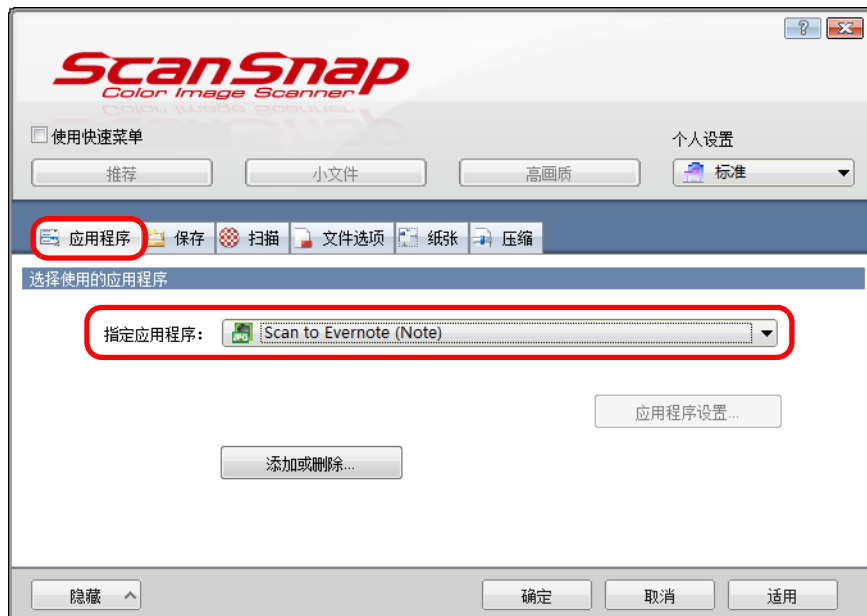 ScanSnap
Color Image Scanner
使用快速菜单
个人设置
推荐
小文件
高画质
标准
应用程序
保存
扫描
文件选项
纸张
压缩
选择使用的应用程序
指定应用程序:
JPG
Scan to Evernote (Note)
应用程序设置...
添加或删除...
隐藏
确定
取消
适用